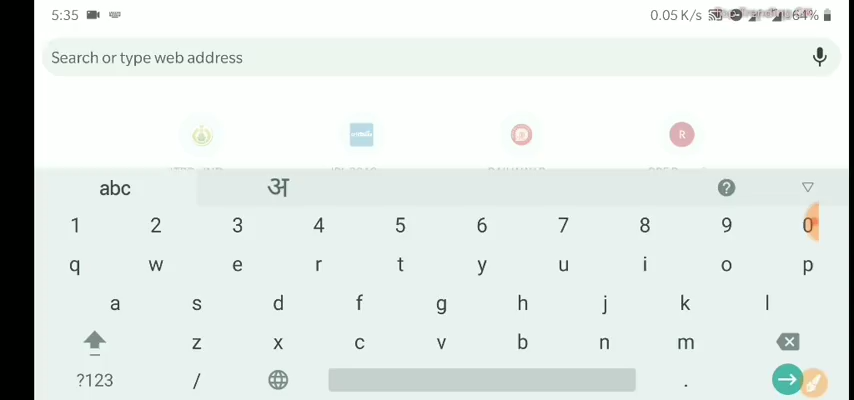 5:35 0.05 K/s 64%
Search or type web address
R
abc अ ?
1 2 3 4 5 6 7 8 9 0
q w e r t y u i o p
a s d f g h j k l
z x c v b n m
?123 / .